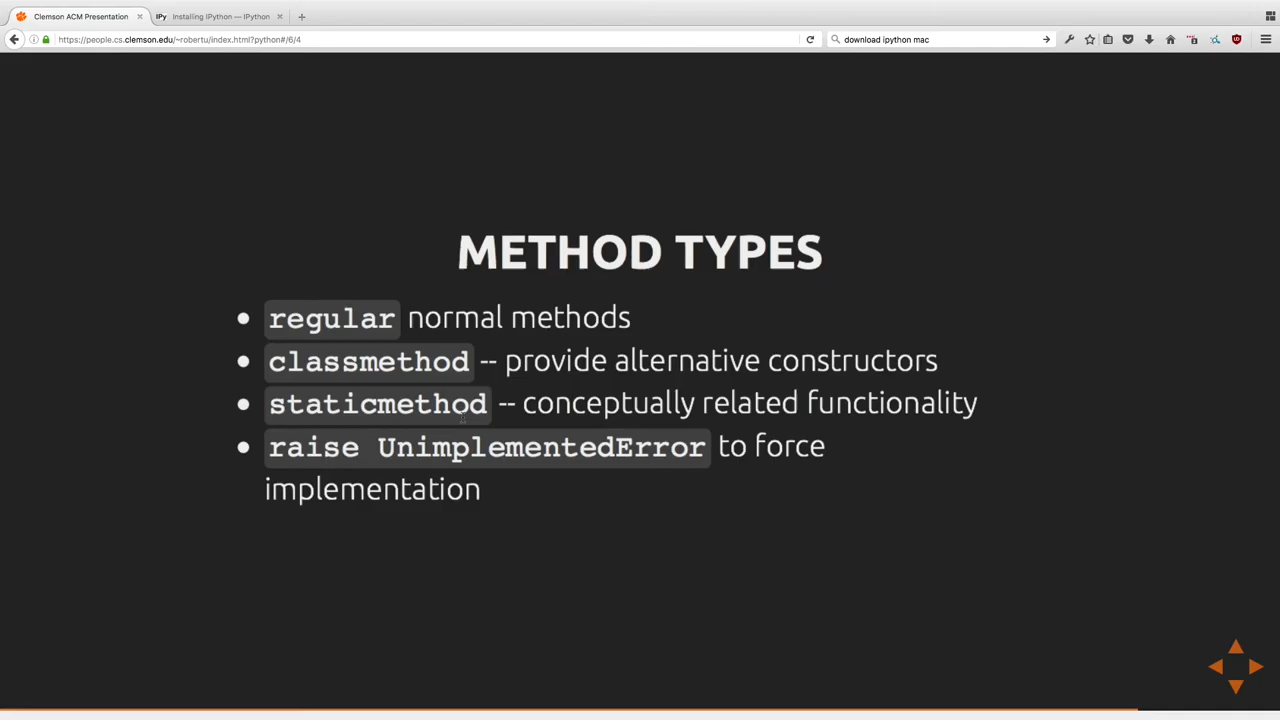 Clemson ACM Presentation
IPy Installing IPython — IPython
https://people.cs.clemson.edu/~robertu/index.html?python#/6/4
download ipython mac
METHOD TYPES
regular normal methods
classmethod -- provide alternative constructors
staticmethod -- conceptually related functionality
raise UnimplementedError to force
implementation